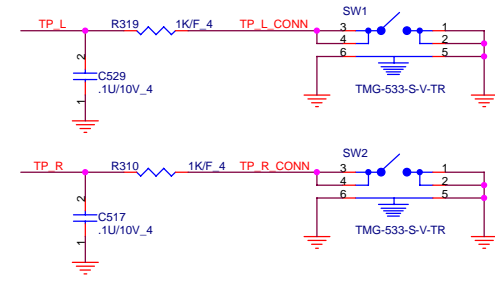 SW1
TP_L R319 1K/F_4 TP_L_CONN 3 1
4 2
6 5
2
C529
.1U/10V_4
TMG-533-S-V-TR
1
SW2
TP_R R310 1K/F_4 TP_R_CONN 3 1
4 2
6 5
2
C517
.1U/10V_4
TMG-533-S-V-TR
1